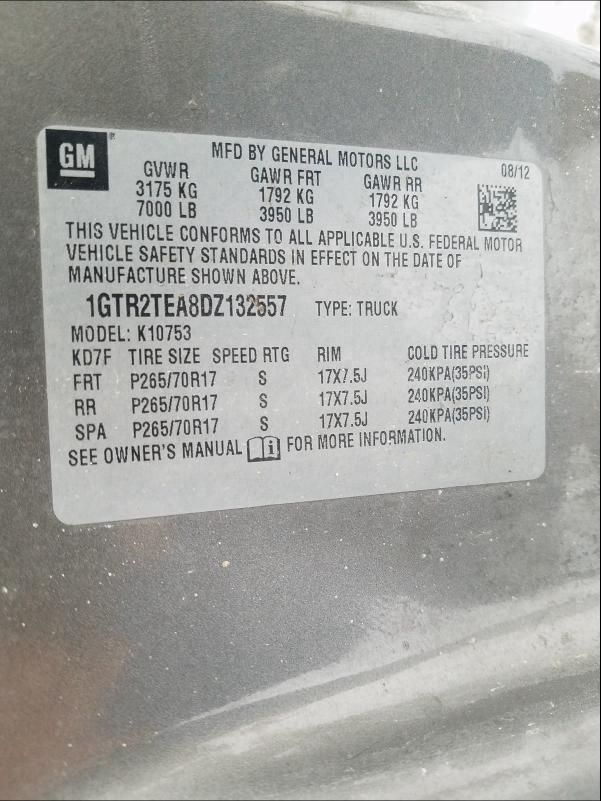 GM
MFD BY GENERAL MOTORS LLC
08/12
GVWR GAWR FRT GAWR RR
3175 KG 1792 KG 1792 KG
7000 LB 3950 LB 3950 LB
THIS VEHICLE CONFORMS TO ALL APPLICABLE U.S. FEDERAL MOTOR
VEHICLE SAFETY STANDARDS IN EFFECT ON THE DATE OF
MANUFACTURE SHOWN ABOVE.
1GTR2TEA8DZ132557 TYPE: TRUCK
MODEL: K10753
KD7F TIRE SIZE SPEED RTG RIM COLD TIRE PRESSURE
FRT P265/70R17 S 17X7.5J 240KPA(35PSI)
RR P265/70R17 S 17X7.5J 240KPA(35PSI)
SPA P265/70R17 S 17X7.5J 240KPA(35PSI)
SEE OWNER'S MANUAL i FOR MORE INFORMATION.